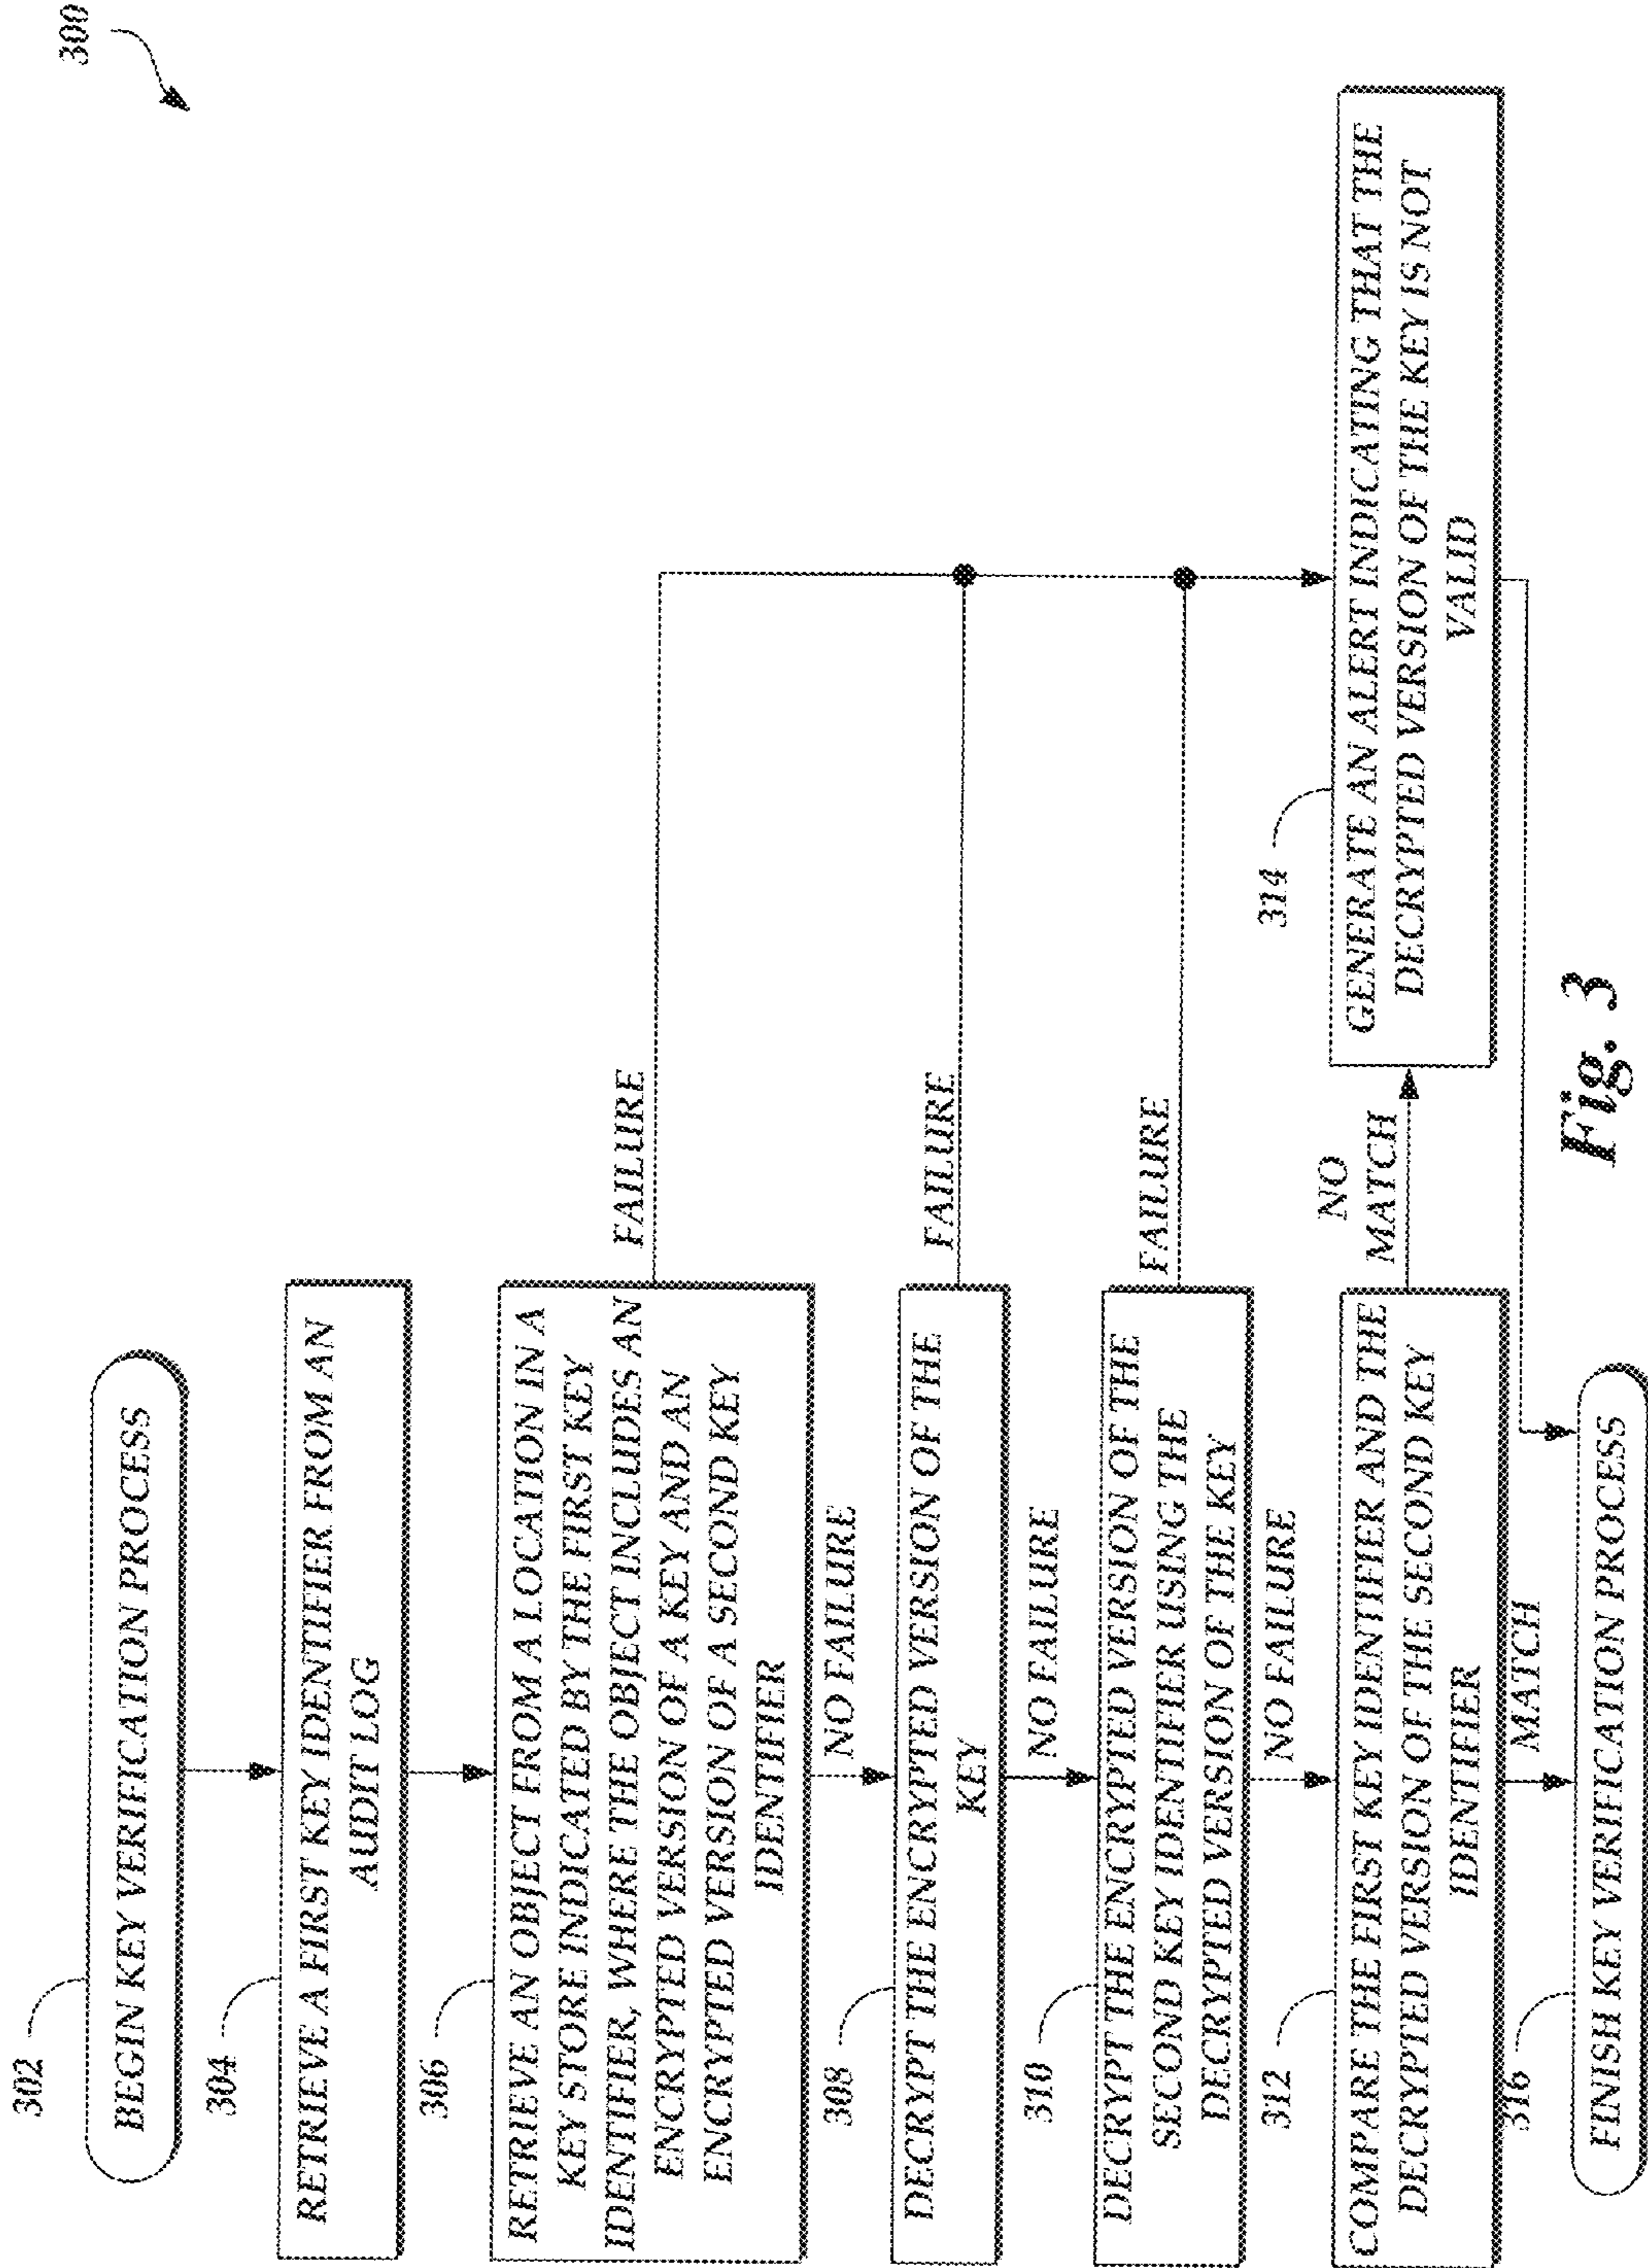 300
302
BEGIN KEY VERIFICATION PROCESS
304
RETRIEVE A FIRST KEY IDENTIFIER FROM AN
AUDIT LOG
306
RETRIEVE AN OBJECT FROM A LOCATION IN A
KEY STORE INDICATED BY THE FIRST KEY
IDENTIFIER, WHERE THE OBJECT INCLUDES AN
ENCRYPTED VERSION OF A KEY AND AN
ENCRYPTED VERSION OF A SECOND KEY
IDENTIFIER
FAILURE
NO FAILURE
308
DECRYPT THE ENCRYPTED VERSION OF THE
KEY
FAILURE
NO FAILURE
310
DECRYPT THE ENCRYPTED VERSION OF THE
SECOND KEY IDENTIFIER USING THE
DECRYPTED VERSION OF THE KEY
FAILURE
NO FAILURE
312
COMPARE THE FIRST KEY IDENTIFIER AND THE
DECRYPTED VERSION OF THE SECOND KEY
IDENTIFIER
NO
MATCH
314
GENERATE AN ALERT INDICATING THAT THE
DECRYPTED VERSION OF THE KEY IS NOT
VALID
MATCH
316
FINISH KEY VERIFICATION PROCESS
Fig. 3